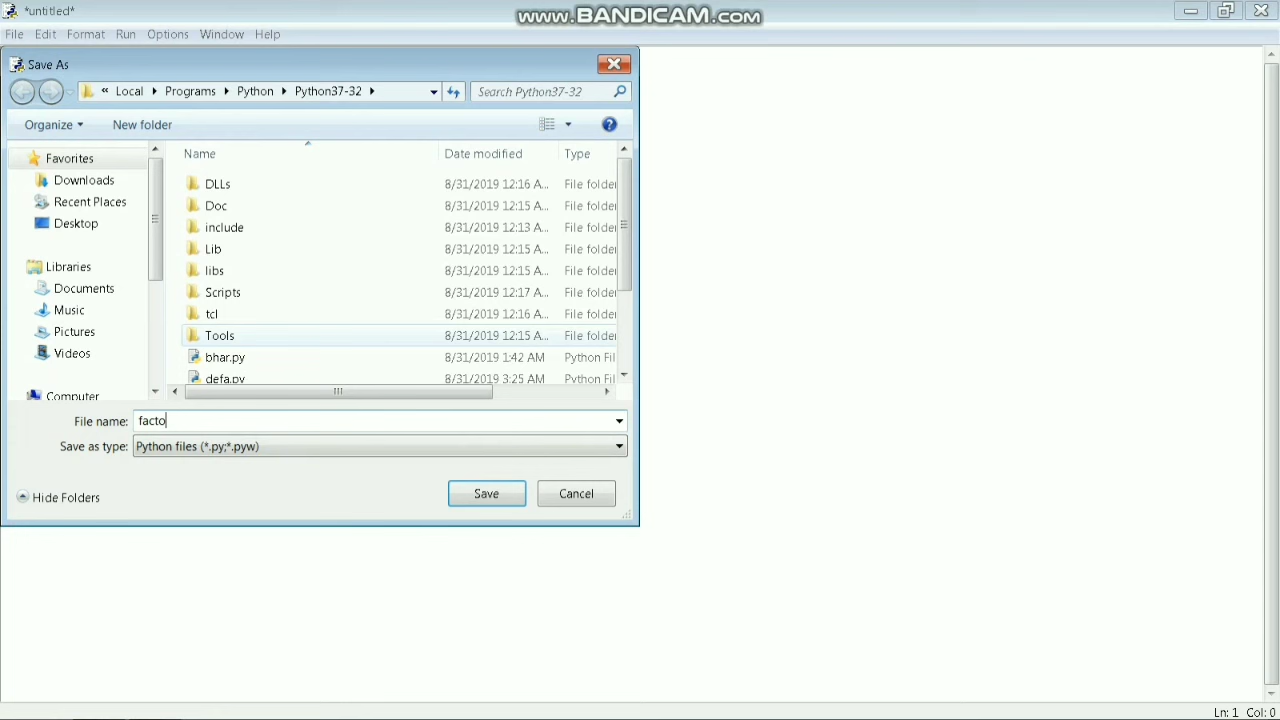 *untitled*
www.BANDICAM.com
File Edit Format Run Options Window Help
Save As
« Local Programs Python Python37-32
Search Python37-32
Organize New folder
Name Date modified Type
Favorites
Downloads
Recent Places
Desktop
Libraries
Documents
Music
Pictures
Videos
Computer
DLLs 8/31/2019 12:16 A... File folder
Doc 8/31/2019 12:15 A... File folder
include 8/31/2019 12:13 A... File folder
Lib 8/31/2019 12:15 A... File folder
libs 8/31/2019 12:15 A... File folder
Scripts 8/31/2019 12:17 A... File folder
tcl 8/31/2019 12:16 A... File folder
Tools 8/31/2019 12:15 A... File folder
bhar.py 8/31/2019 1:42 AM Python Fil
defa.py 8/31/2019 3:25 AM Python Fil
File name: facto
Save as type: Python files (*.py;*.pyw)
Hide Folders
Save Cancel
Ln: 1 Col: 0